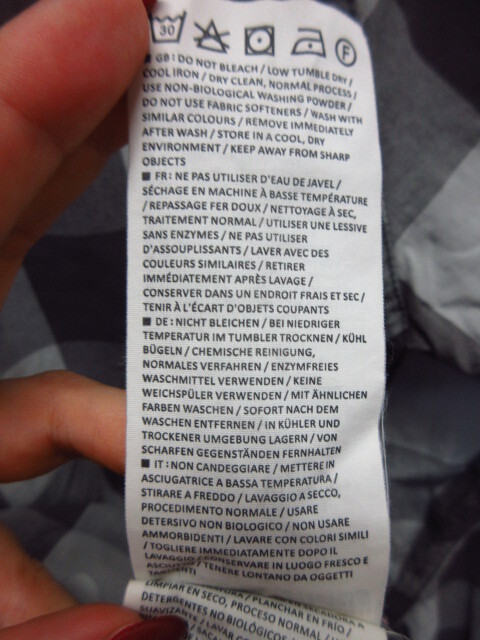 30 F
■ GB: DO NOT BLEACH / LOW TUMBLE DRY /
COOL IRON / DRY CLEAN, NORMAL PROCESS /
USE NON-BIOLOGICAL WASHING POWDER /
DO NOT USE FABRIC SOFTENERS / WASH WITH
SIMILAR COLOURS / REMOVE IMMEDIATELY
AFTER WASH / STORE IN A COOL, DRY
ENVIRONMENT / KEEP AWAY FROM SHARP
OBJECTS
■ FR: NE PAS UTILISER D'EAU DE JAVEL /
SÉCHAGE EN MACHINE À BASSE TEMPÉRATURE
/ REPASSAGE FER DOUX / NETTOYAGE À SEC,
TRAITEMENT NORMAL / UTILISER UNE LESSIVE
SANS ENZYMES / NE PAS UTILISER
D'ASSOUPLISSANTS / LAVER AVEC DES
COULEURS SIMILAIRES / RETIRER
IMMÉDIATEMENT APRÈS LAVAGE /
CONSERVER DANS UN ENDROIT FRAIS ET SEC /
TENIR À L'ÉCART D'OBJETS COUPANTS
■ DE: NICHT BLEICHEN / BEI NIEDRIGER
TEMPERATUR IM TUMBLER TROCKNEN / KÜHL
BÜGELN / CHEMISCHE REINIGUNG,
NORMALES VERFAHREN / ENZYMFREIES
WASCHMITTEL VERWENDEN / KEINE
WEICHSPÜLER VERWENDEN / MIT ÄHNLICHEN
FARBEN WASCHEN / SOFORT NACH DEM
WASCHEN ENTFERNEN / IN KÜHLER UND
TROCKENER UMGEBUNG LAGERN / VON
SCHARFEN GEGENSTÄNDEN FERNHALTEN
■ IT: NON CANDEGGIARE / METTERE IN
ASCIUGATRICE A BASSA TEMPERATURA /
STIRARE A FREDDO / LAVAGGIO A SECCO,
PROCEDIMENTO NORMALE / USARE
DETERSIVO NON BIOLOGICO / NON USARE
AMMORBIDENTI / LAVARE CON COLORI SIMILI
/ TOGLIERE IMMEDIATAMENTE DOPO IL
LAVAGGIO / CONSERVARE IN LUOGO FRESCO E
ASCIUTTO / TENERE LONTANO DA OGGETTI
/ PLANCHAR EN FRÍO /
LIMPIAR EN SECO, PROCESO NORMAL /
DETERGENTES NO BIOLÓGICOS
SUAVIZANTE / LAVAR